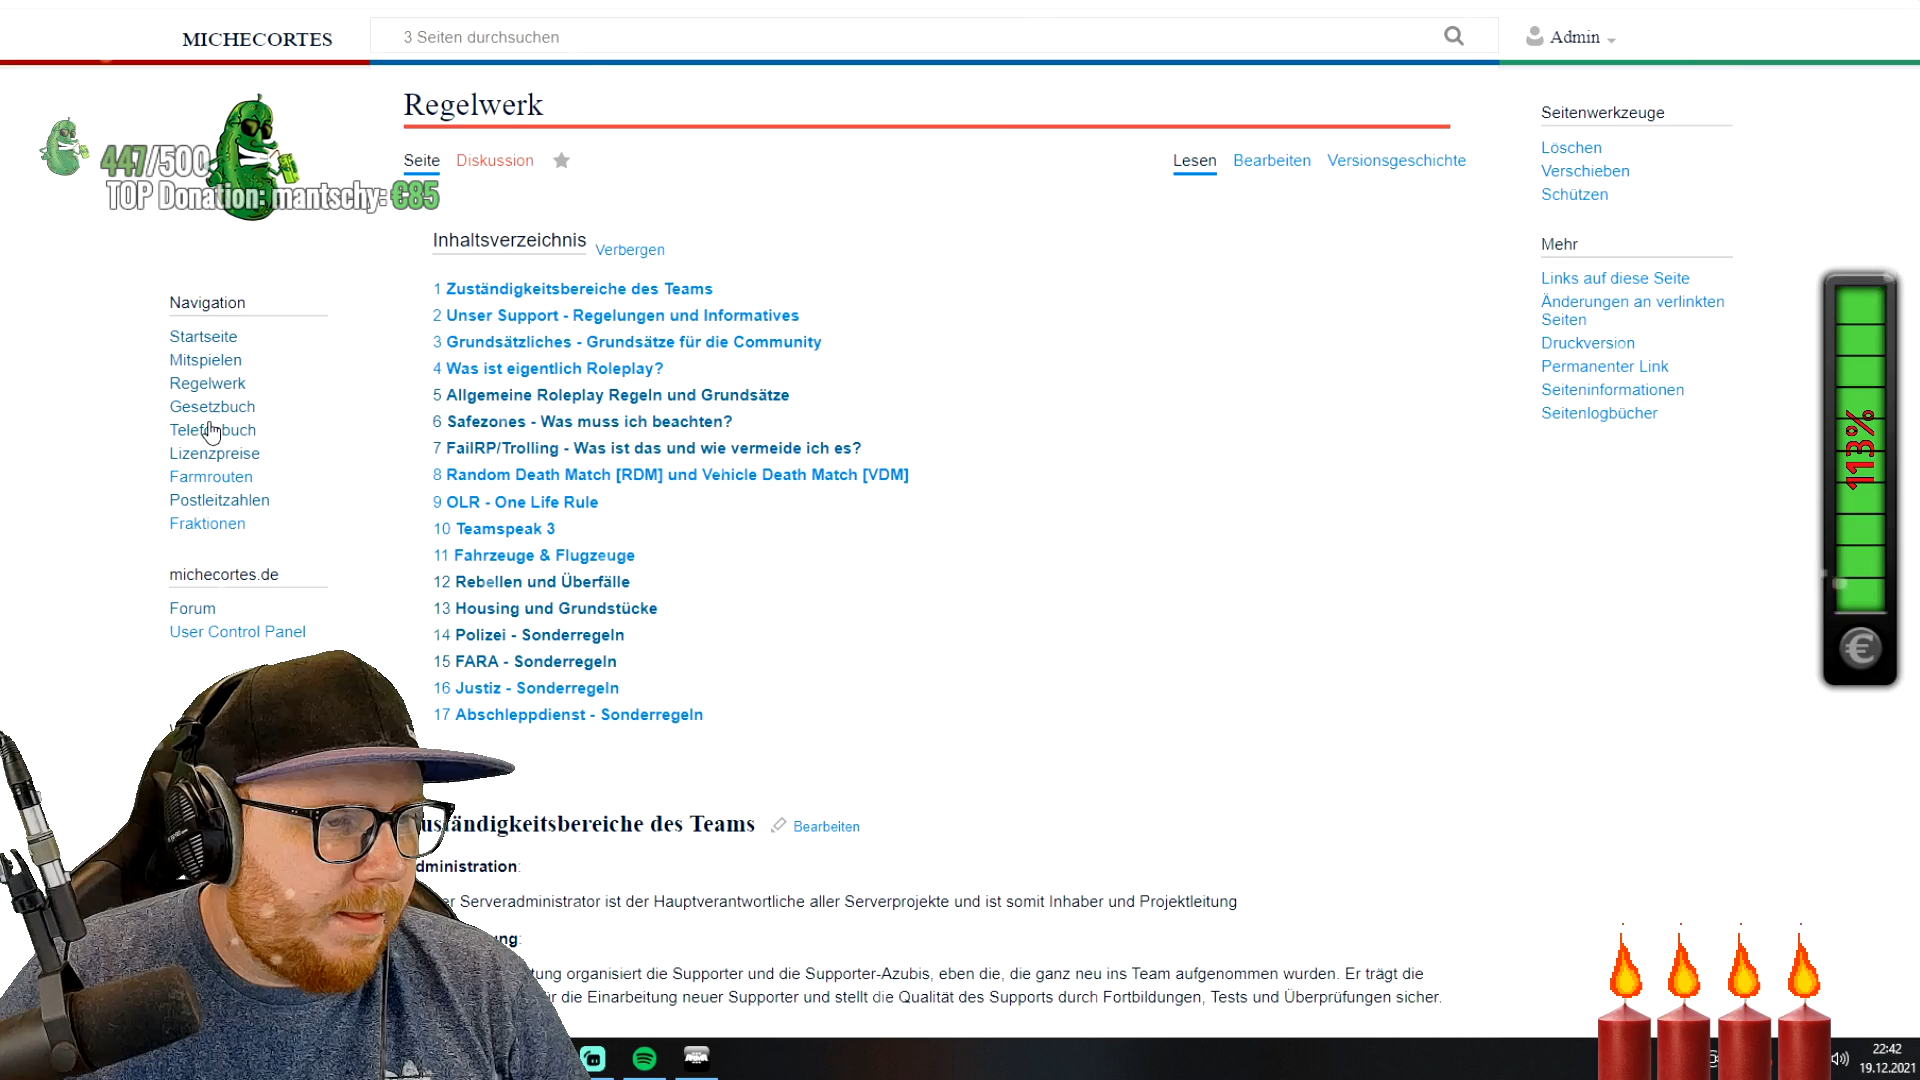 MICHECORTES
3 Seiten durchsuchen
Admin
447/500
TOP Donation: mantschy: €85
Regelwerk
Seite
Diskussion
Lesen
Bearbeiten
Versionsgeschichte
Inhaltsverzeichnis
Verbergen
1 Zuständigkeitsbereiche des Teams
2 Unser Support - Regelungen und Informatives
3 Grundsätzliches - Grundsätze für die Community
4 Was ist eigentlich Roleplay?
5 Allgemeine Roleplay Regeln und Grundsätze
6 Safezones - Was muss ich beachten?
7 FailRP/Trolling - Was ist das und wie vermeide ich es?
8 Random Death Match [RDM] und Vehicle Death Match [VDM]
9 OLR - One Life Rule
10 Teamspeak 3
11 Fahrzeuge & Flugzeuge
12 Rebellen und Überfälle
13 Housing und Grundstücke
14 Polizei - Sonderregeln
15 FARA - Sonderregeln
16 Justiz - Sonderregeln
17 Abschleppdienst - Sonderregeln
Navigation
Startseite
Mitspielen
Regelwerk
Gesetzbuch
Telefonbuch
Lizenzpreise
Farmrouten
Postleitzahlen
Fraktionen
michecortes.de
Forum
User Control Panel
Seitenwerkzeuge
Löschen
Verschieben
Schützen
Mehr
Links auf diese Seite
Änderungen an verlinkten
Seiten
Druckversion
Permanenter Link
Seiteninformationen
Seitenlogbücher
113%
€
uständigkeitsbereiche des Teams
Bearbeiten
dministration:
er Serveradministrator ist der Hauptverantwortliche aller Serverprojekte und ist somit Inhaber und Projektleitung
ng:
tung organisiert die Supporter und die Supporter-Azubis, eben die, die ganz neu ins Team aufgenommen wurden. Er trägt die
für die Einarbeitung neuer Supporter und stellt die Qualität des Supports durch Fortbildungen, Tests und Überprüfungen sicher.
22:42
19.12.2021